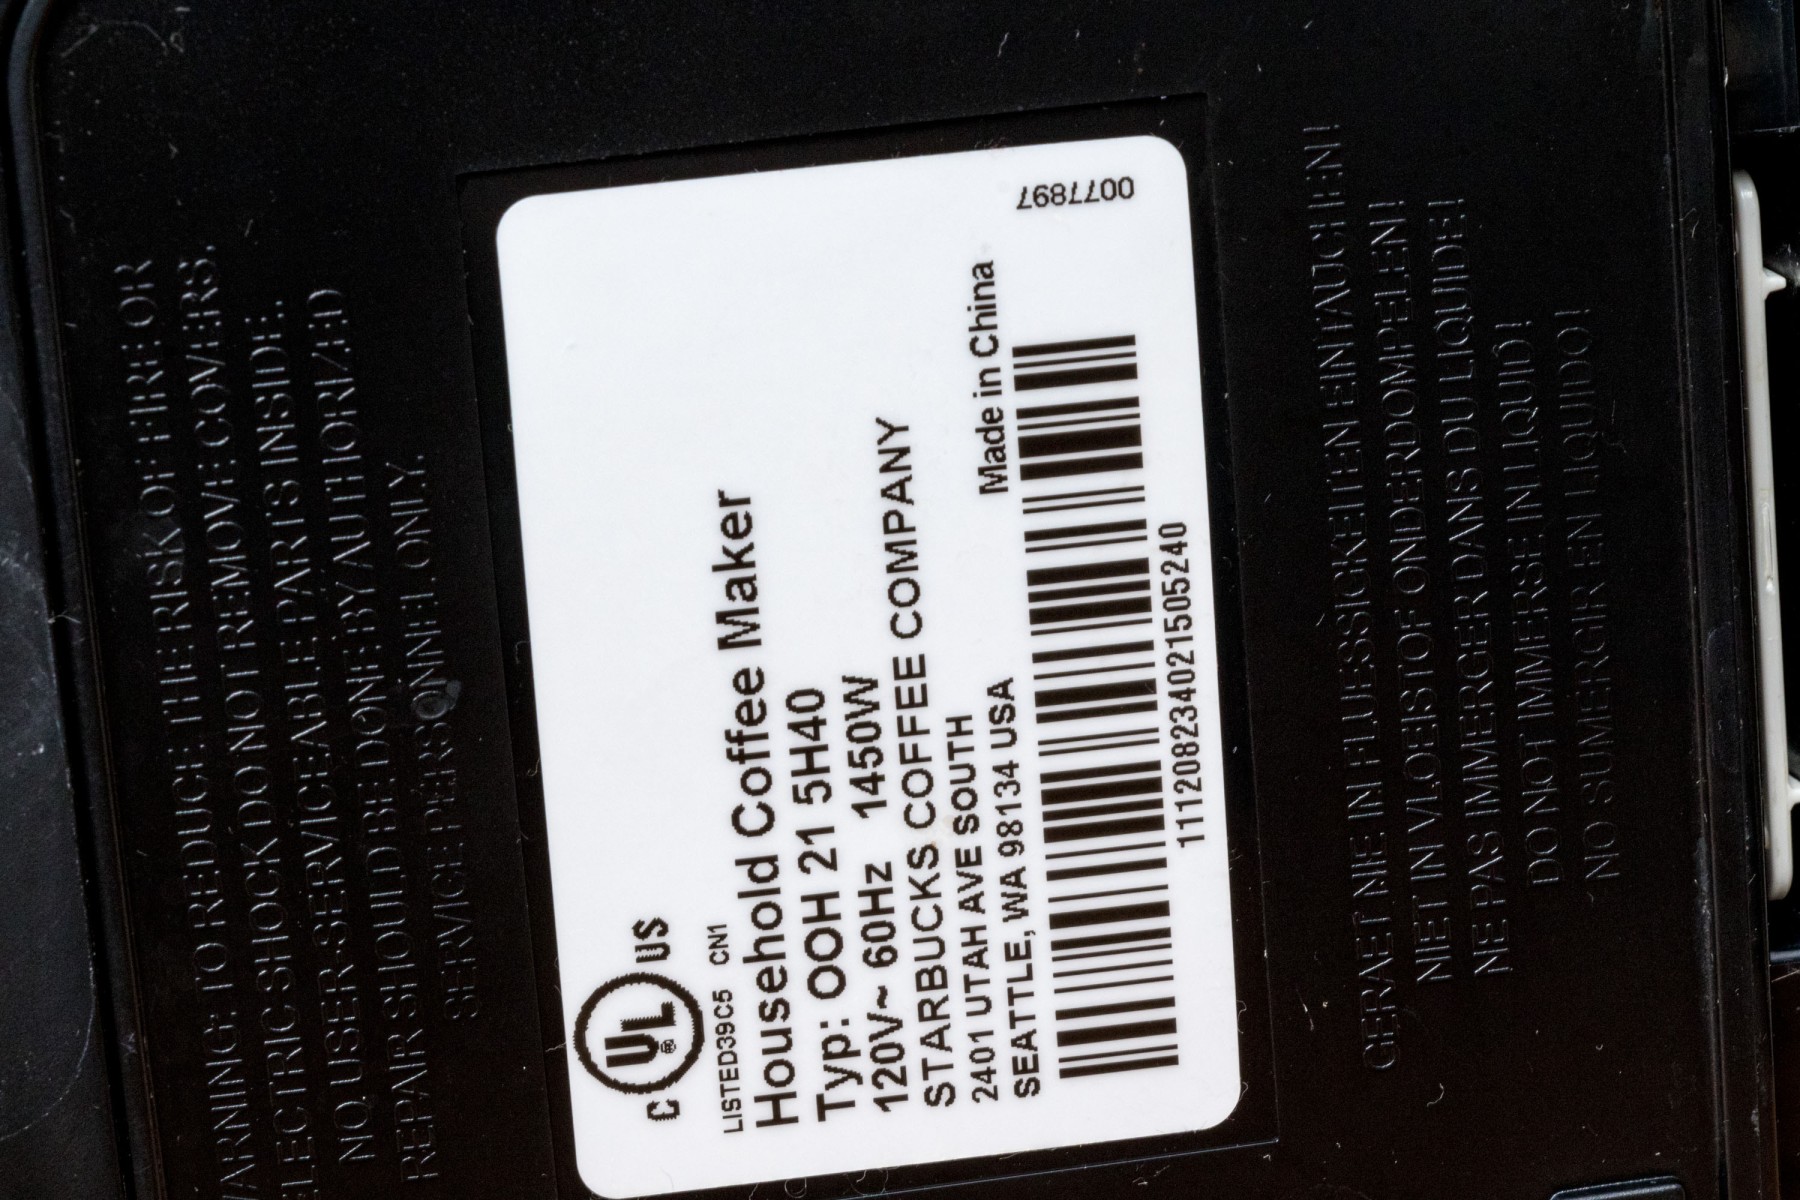 WARNING: TO REDUCE THE RISK OF FIRE OR
ELECTRIC SHOCK DO NOT REMOVE COVERS.
NO USER-SERVICEABLE PARTS INSIDE.
REPAIR SHOULD BE DONE BY AUTHORIZED
SERVICE PERSONNEL ONLY.
C UL US
®
LISTED39C5 CN1
Household Coffee Maker
Typ: OOH 21 5H40
120V~ 60Hz 1450W
STARBUCKS COFFEE COMPANY
2401 UTAH AVE SOUTH
SEATTLE, WA 98134 USA
Made in China
111208234021505240
0077897
GERAET NIE IN FLUESSIGKEITEN EINTAUCHEN!
NIET IN VLOEISTOF ONDERDOMPELEN!
NE PAS IMMERGER DANS DU LIQUIDE!
DO NOT IMMERSE IN LIQUID!
NO SUMERGIR EN LIQUIDO!